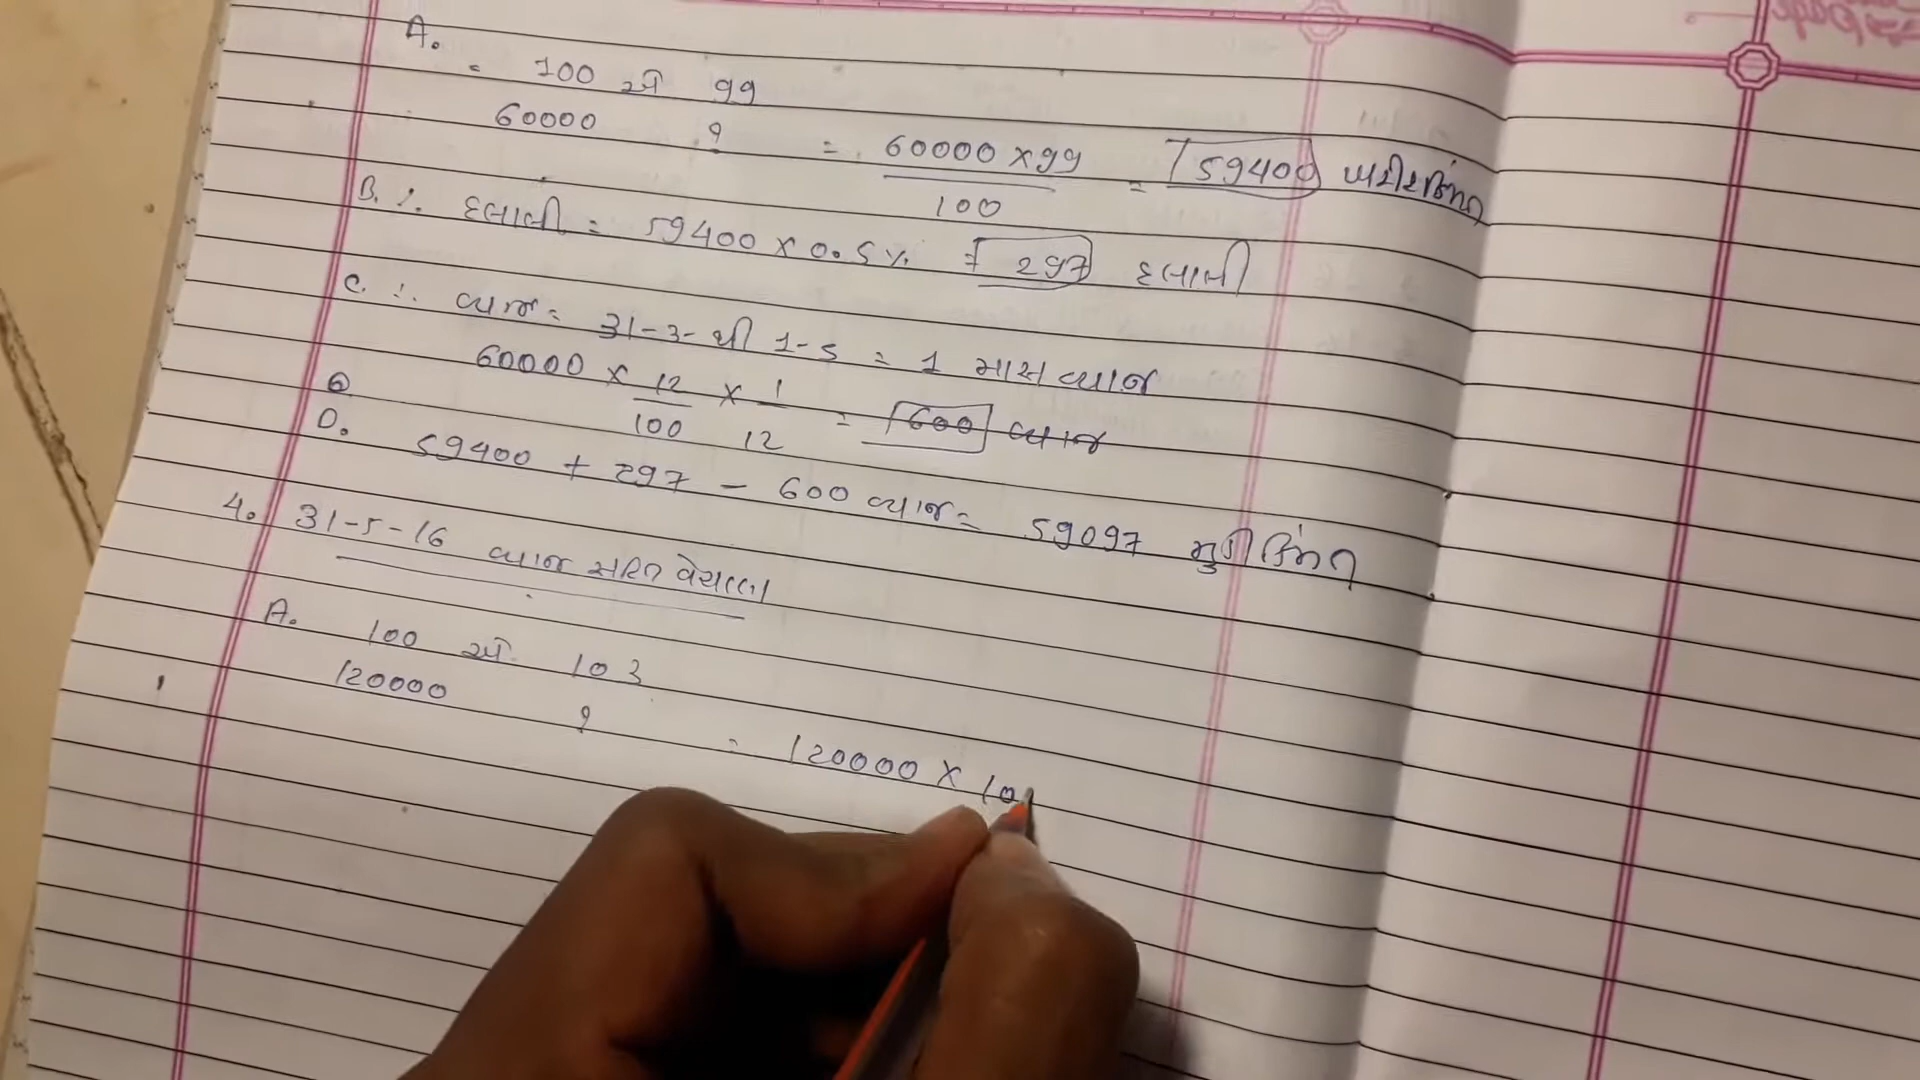 A.
= 100 એ 99
60000 ? = 60000 × 99 / 100 = 59400 ખરીદ કિંમત
B. ∴ દલાલી = 59400 × 0.5 % = 297 દલાલી
C. ∴ વ્યાજ = 31-3- થી 1-5 = 1 માસ વ્યાજ
60000 × 12/100 × 1/12 = 600 વ્યાજ
D. 59400 + 297 - 600 વ્યાજ = 59097 મુડી કિંમત
4. 31-5-16 વ્યાજ સહિત વેચાણ
A. 100 એ 103
120000 ?
= 120000 × 10